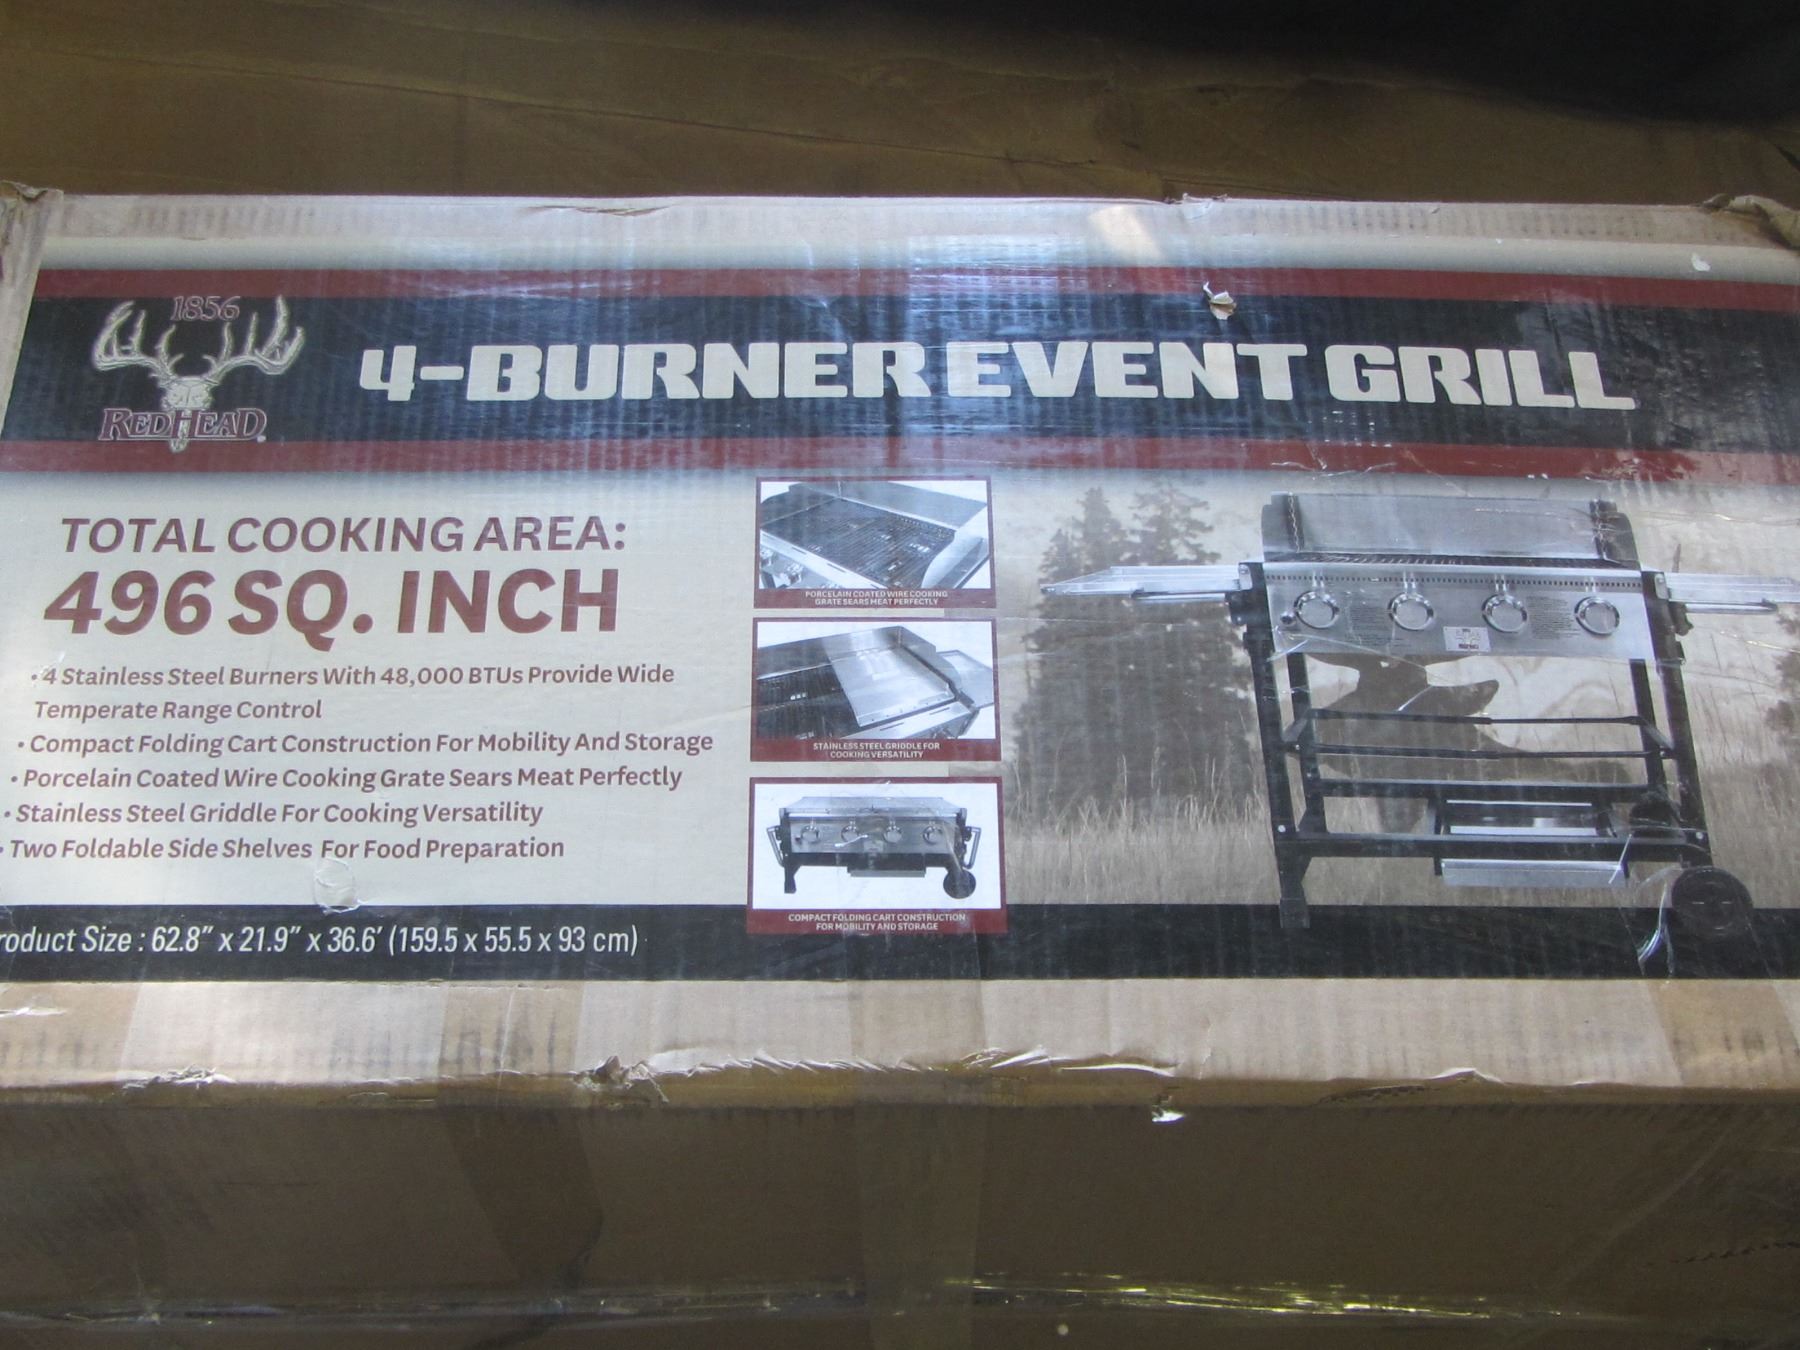 1856
REDHEAD
4-BURNER EVENT GRILL
TOTAL COOKING AREA:
496 SQ. INCH
• 4 Stainless Steel Burners With 48,000 BTUs Provide Wide
Temperate Range Control
• Compact Folding Cart Construction For Mobility And Storage
• Porcelain Coated Wire Cooking Grate Sears Meat Perfectly
• Stainless Steel Griddle For Cooking Versatility
• Two Foldable Side Shelves For Food Preparation
roduct Size : 62.8" x 21.9" x 36.6' (159.5 x 55.5 x 93 cm)
PORCELAIN COATED WIRE COOKING
GRATE SEARS MEAT PERFECTLY
STAINLESS STEEL GRIDDLE FOR
COOKING VERSATILITY
COMPACT FOLDING CART CONSTRUCTION
FOR MOBILITY AND STORAGE